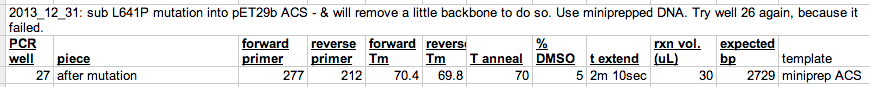 2013_12_31: sub L641P mutation into pET29b ACS - & will remove a little backbone to do so. Use miniprepped DNA. Try well 26 again, because it
failed.
PCR forward reverse forward revers % rxn vol. expected
well piece primer primer Tm Tm T anneal DMSO t extend (uL) bp template
27 after mutation 277 212 70.4 69.8 70 5 2m 10sec 30 2729 miniprep ACS